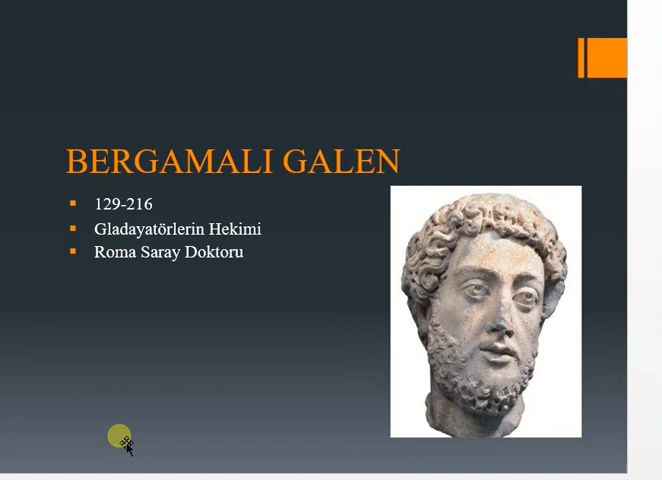 BERGAMALI GALEN
129-216
Gladayatörlerin Hekimi
Roma Saray Doktoru